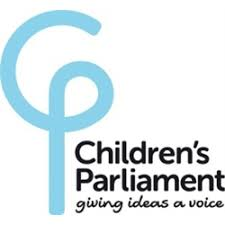 Children's
Parliament
giving ideas a voice